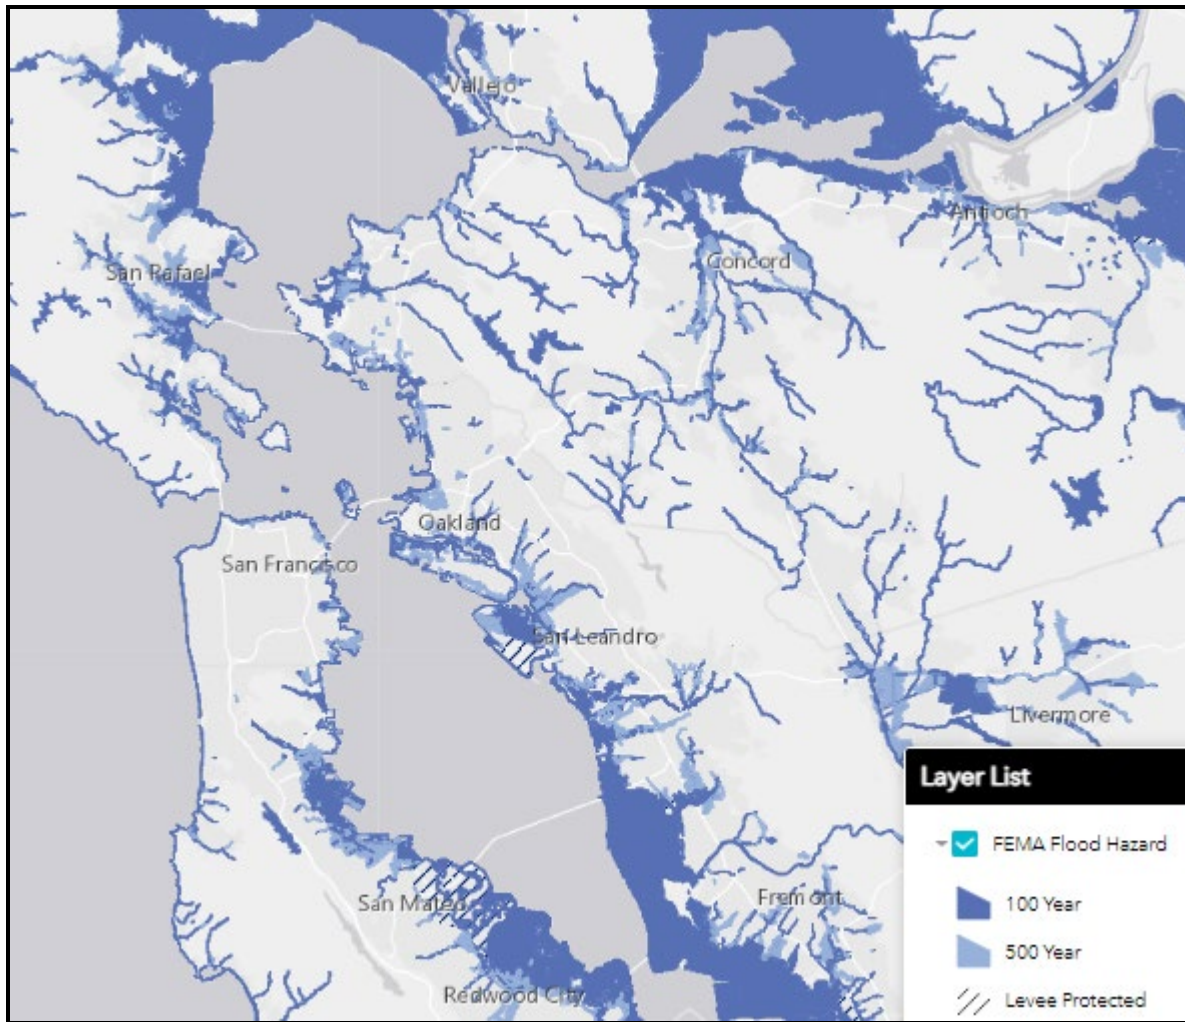 Vallejo
Antioch
Concord
San Rafael
Oakland
San Francisco
San Leandro
Livermore
Layer List
FEMA Flood Hazard
100 Year
Fremont
San Mateo
500 Year
Redwood City
Levee Protected